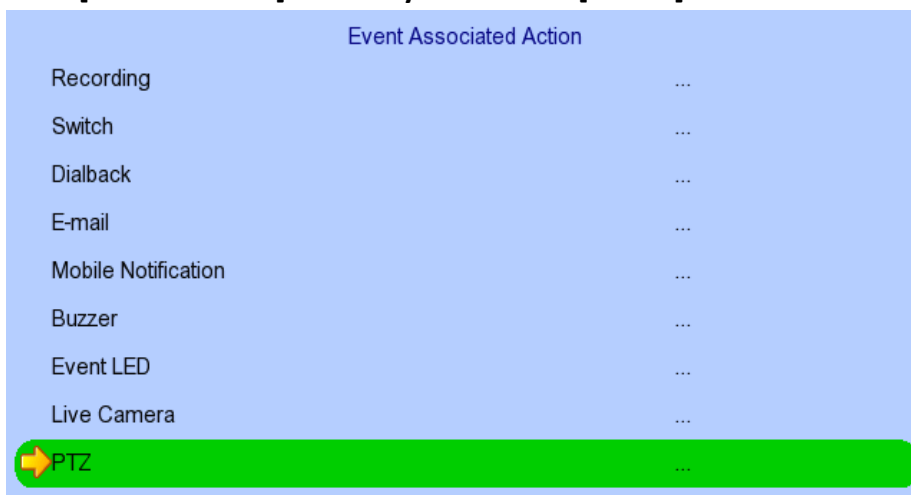 Event Associated Action
Recording ...
Switch ...
Dialback ...
E-mail ...
Mobile Notification ...
Buzzer ...
Event LED ...
Live Camera ...
PTZ ...